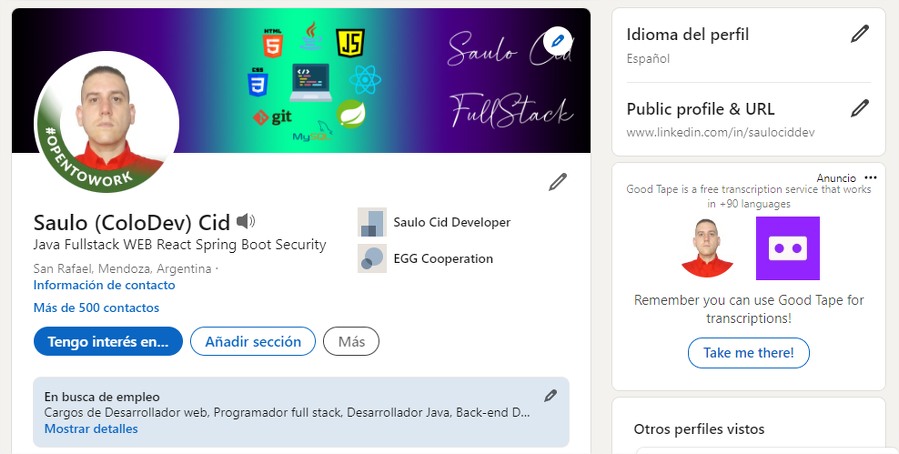 HTML
Java
JS
CSS
</>
git
MySQL
Saulo Cid
FullStack
#OPENTOWORK
Saulo (ColoDev) Cid
Java Fullstack WEB React Spring Boot Security
San Rafael, Mendoza, Argentina ·
Información de contacto
Más de 500 contactos
Saulo Cid Developer
EGG Cooperation
Tengo interés en...
Añadir sección
Más
En busca de empleo
Cargos de Desarrollador web, Programador full stack, Desarrollador Java, Back-end D...
Mostrar detalles
Idioma del perfil
Español
Public profile & URL
www.linkedin.com/in/saulociddev
Anuncio
Good Tape is a free transcription service that works
in +90 languages
Remember you can use Good Tape for
transcriptions!
Take me there!
Otros perfiles vistos